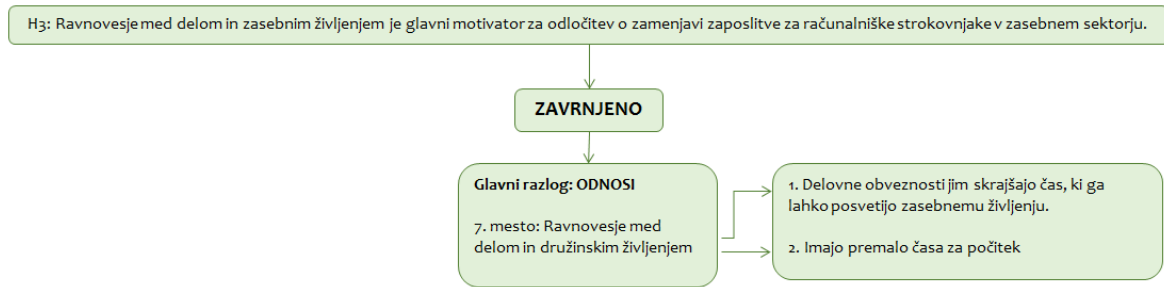 H3: Ravnovesje med delom in zasebnim življenjem je glavni motivator za odločitev o zamenjavi zaposlitve za računalniške strokovnjake v zasebnem sektorju.
ZAVRNJENO
Glavni razlog: ODNOSI
7. mesto: Ravnovesje med
delom in družinskim življenjem
1. Delovne obveznosti jim skrajšajo čas, ki ga
lahko posvetijo zasebnemu življenju.
2. Imajo premalo časa za počitek